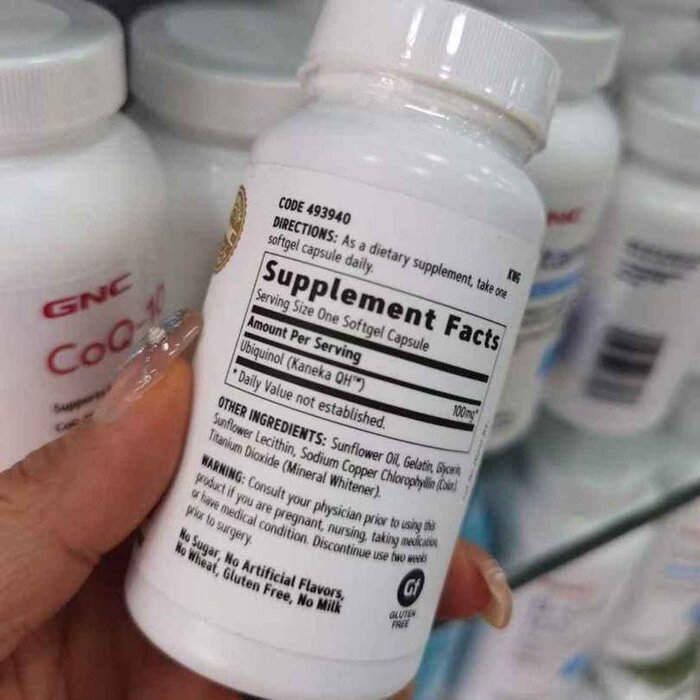 CODE 493940
KWG
DIRECTIONS: As a dietary supplement, take one
softgel capsule daily.
Supplement Facts
Serving Size One Softgel Capsule
Amount Per Serving
Ubiquinol (Kaneka QH™) 100mg*
* Daily Value not established.
OTHER INGREDIENTS: Sunflower Oil, Gelatin, Glycerin,
Sunflower Lecithin, Sodium Copper Chlorophyllin (Color),
Titanium Dioxide (Mineral Whitener).
WARNING: Consult your physician prior to using this
product if you are pregnant, nursing, taking medication,
or have medical condition. Discontinue use two weeks
prior to surgery.
No Sugar, No Artificial Flavors,
No Wheat, Gluten Free, No Milk
Gf
GLUTEN
FREE
GNC
CoQ-10